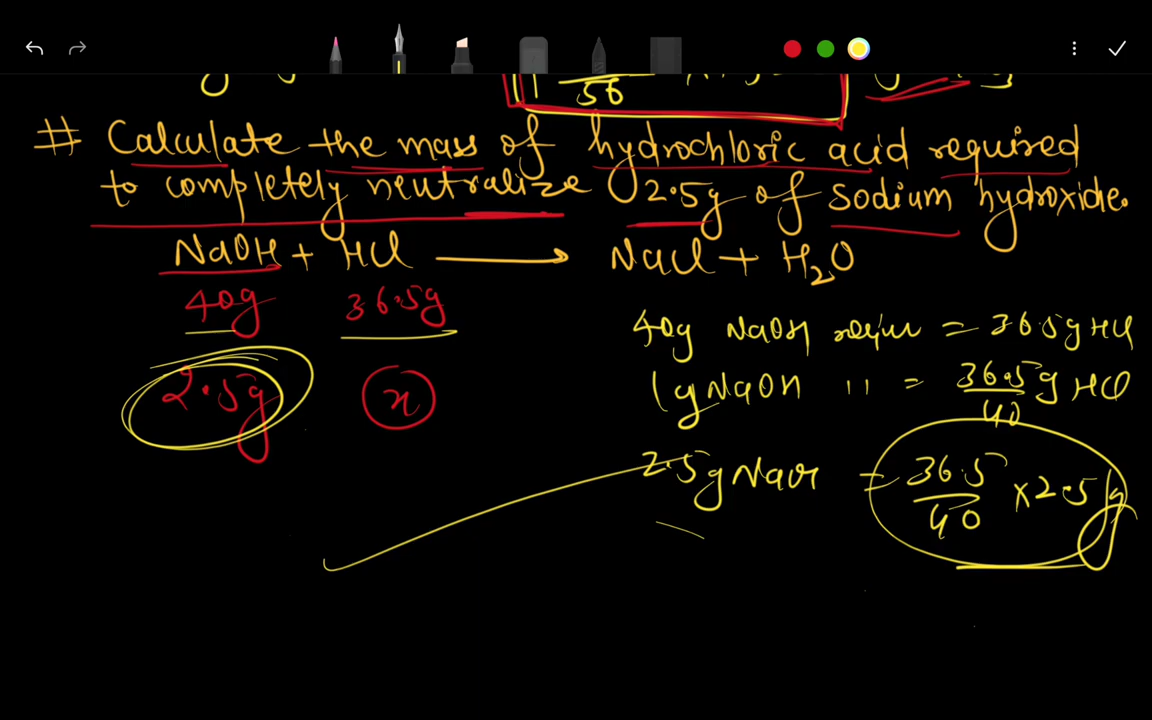 56
# Calculate the mass of hydrochloric acid required
to completely neutralize 2.5g of sodium hydroxide.
NaOH + HCl ⟶ NaCl + H₂O
40g 36.5g
40g NaOH = 36.5g HCl
2.5g x
1g NaOH " = 36.5/40 g HCl
2.5g NaOH = 36.5/40 × 2.5g